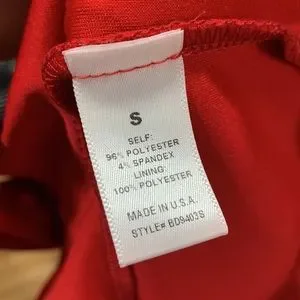 S
SELF:
96% POLYESTER
4% SPANDEX
LINING:
100% POLYESTER
MADE IN U.S.A.
STYLE# BD9403S